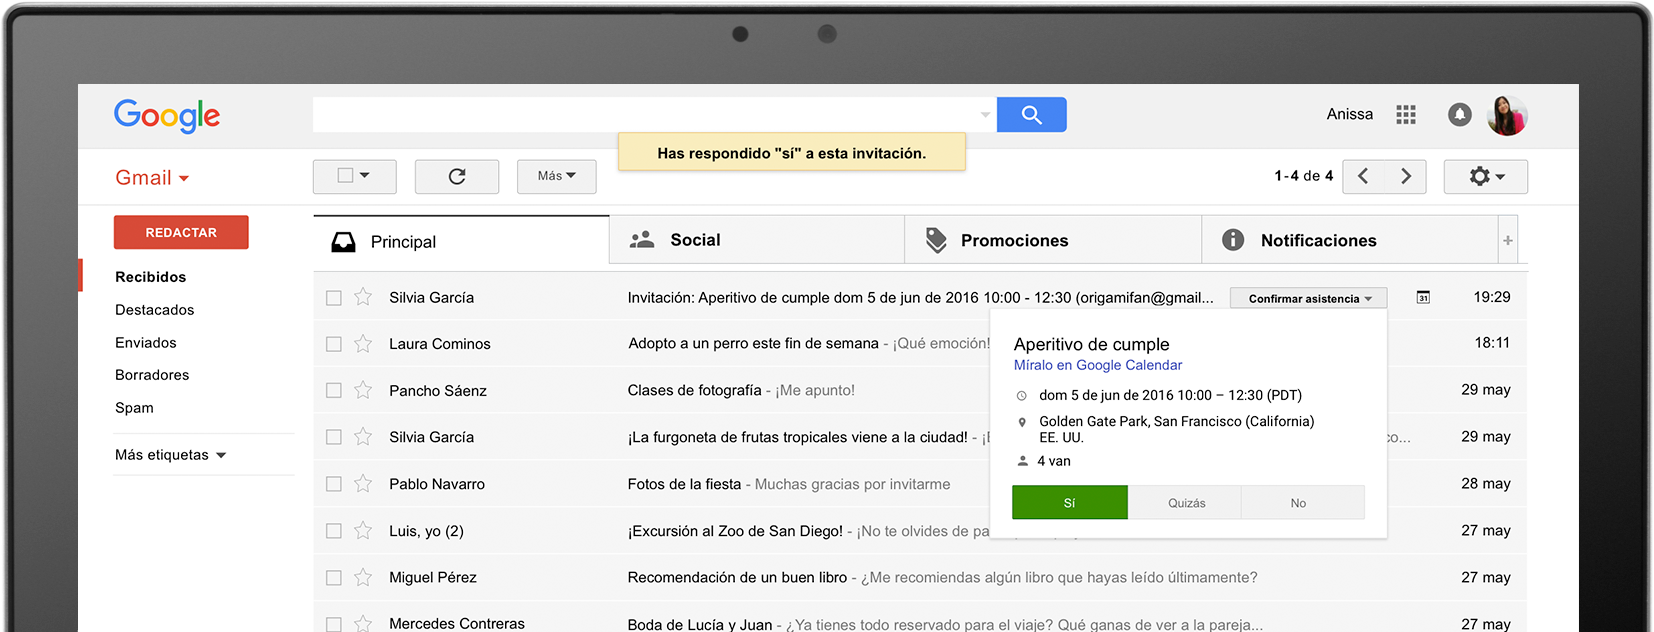 Google
Anissa
Has respondido "sí" a esta invitación.
Gmail
Más
1-4 de 4
REDACTAR
Principal
Social
Promociones
Notificaciones
+
Recibidos
Destacados
Enviados
Borradores
Spam
Más etiquetas
Silvia García Invitación: Aperitivo de cumple dom 5 de jun de 2016 10:00 - 12:30 (origamifan@gmail... Confirmar asistencia 31 19:29
Laura Cominos Adopto a un perro este fin de semana - ¡Qué emoción! 18:11
Pancho Sáenz Clases de fotografía - ¡Me apunto! 29 may
Silvia García ¡La furgoneta de frutas tropicales viene a la ciudad! - 29 may
Pablo Navarro Fotos de la fiesta - Muchas gracias por invitarme 28 may
Luis, yo (2) ¡Excursión al Zoo de San Diego! - ¡No te olvides de pa 27 may
Miguel Pérez Recomendación de un buen libro - ¿Me recomiendas algún libro que hayas leído últimamente? 27 may
Mercedes Contreras Boda de Lucía y Juan - ¿Ya tienes todo reservado para el viaje? Qué ganas de ver a la pareja... 27 may
Aperitivo de cumple
Míralo en Google Calendar
dom 5 de jun de 2016 10:00 – 12:30 (PDT)
Golden Gate Park, San Francisco (California)
EE. UU.
4 van
Sí
Quizás
No